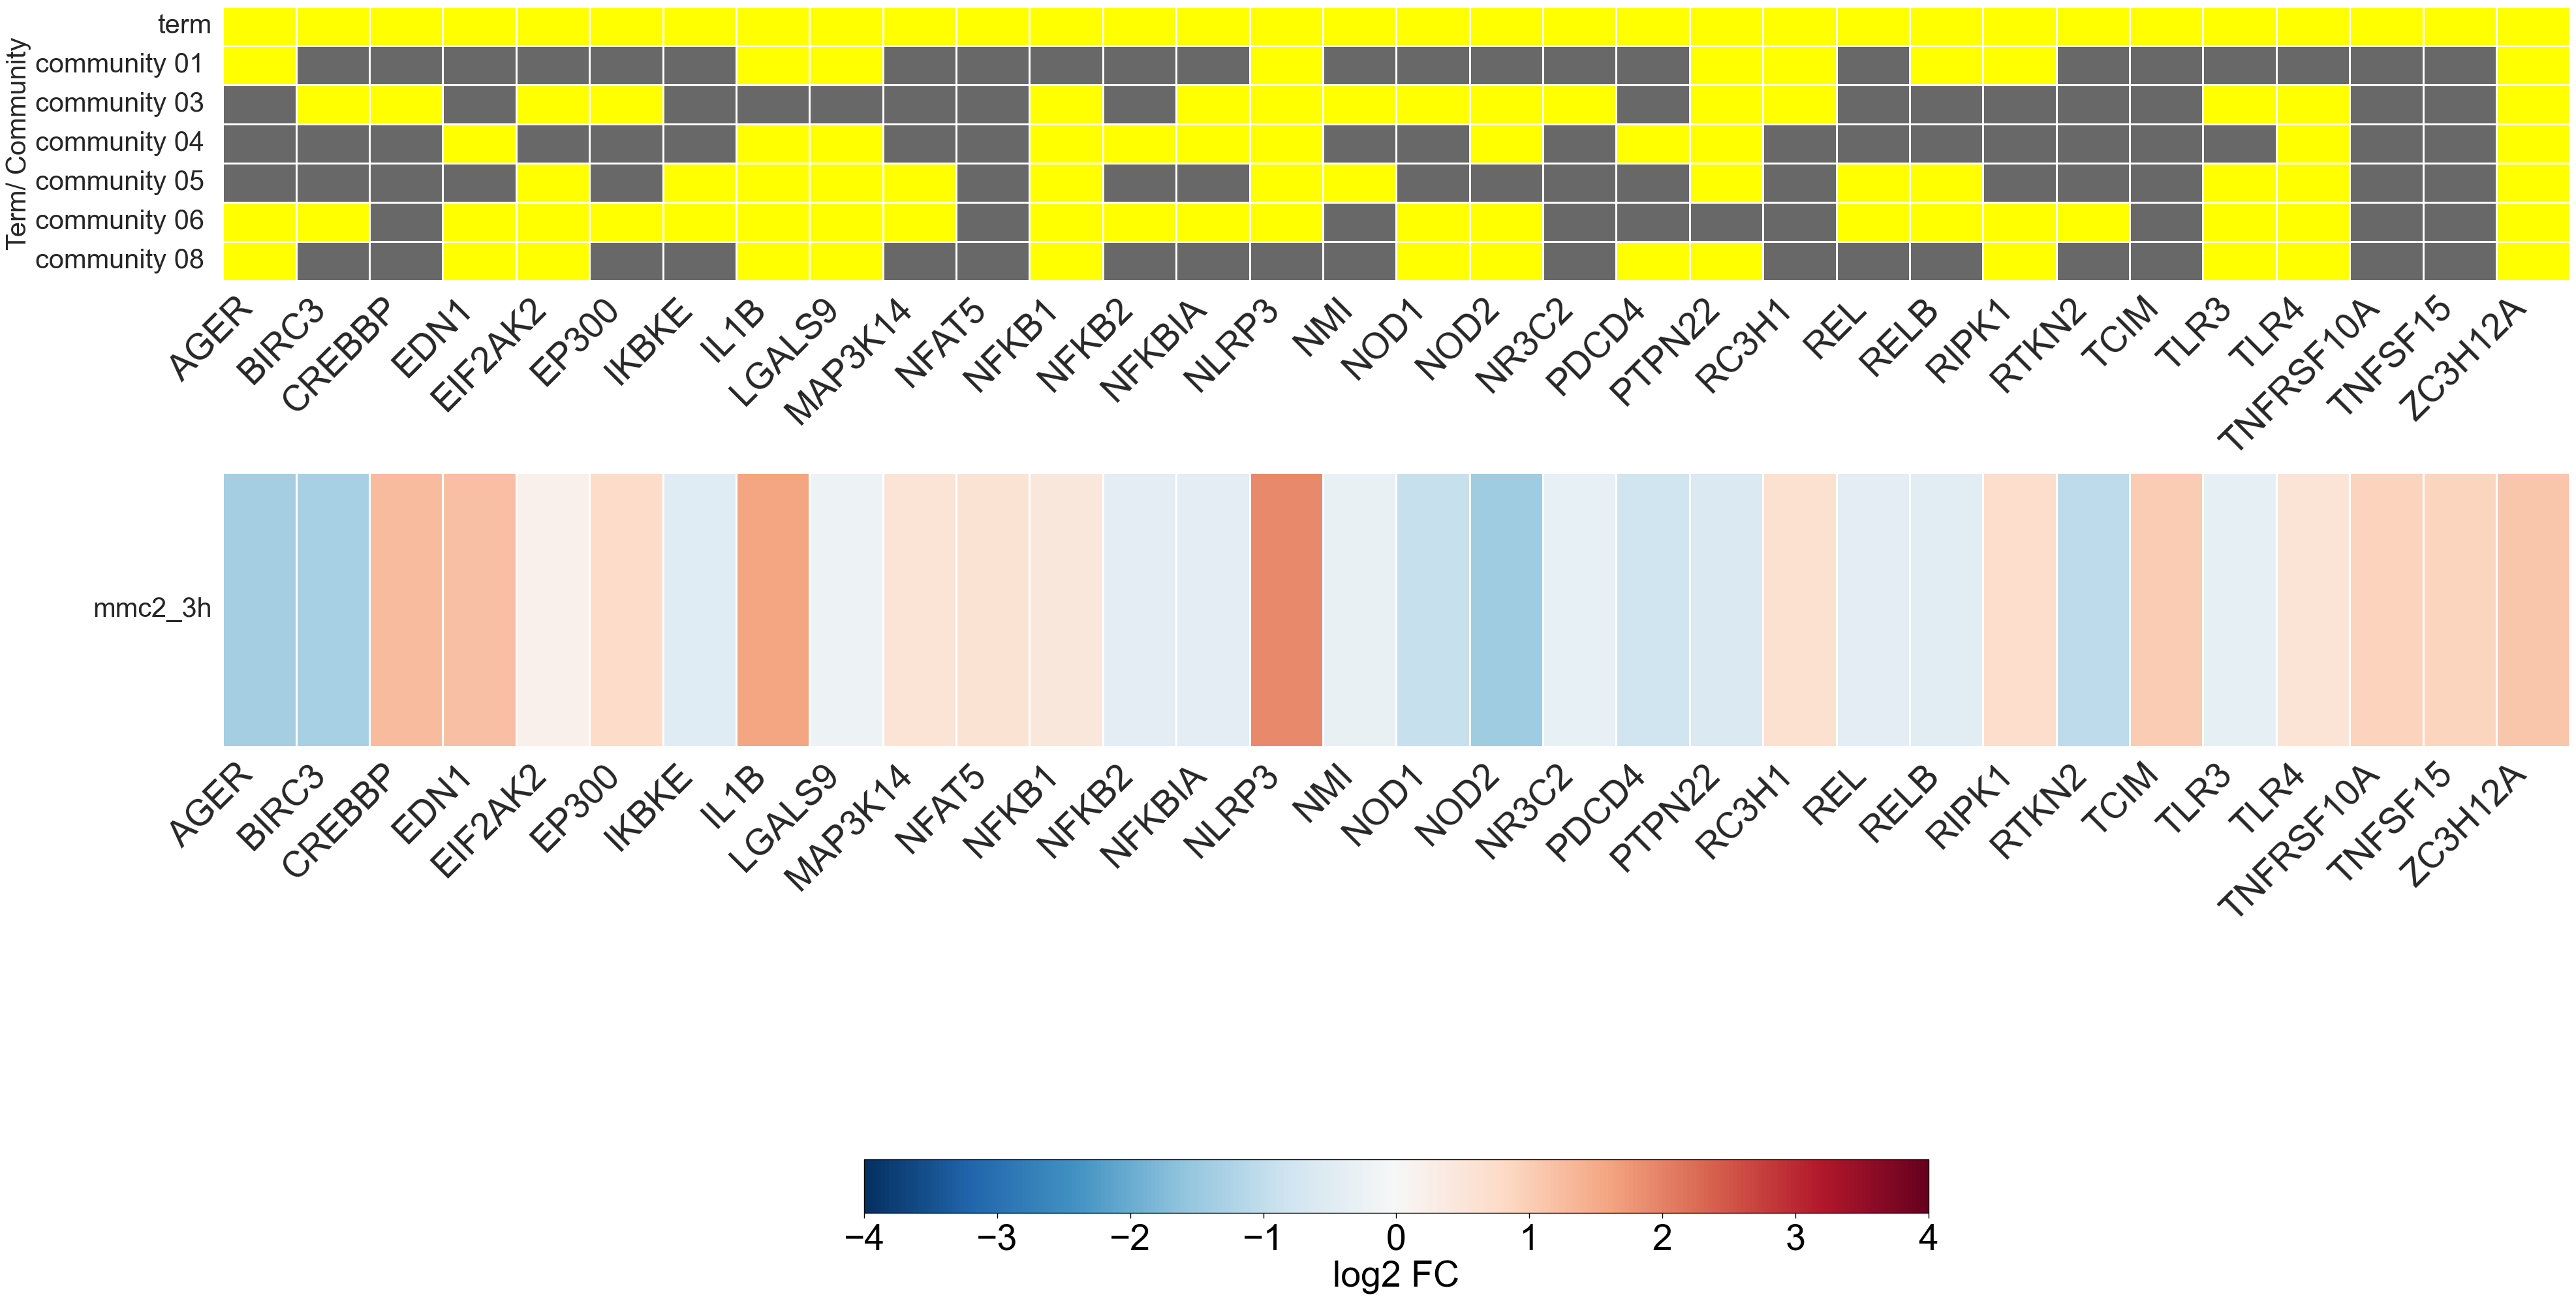 Term/ Community
term
community 01
community 03
community 04
community 05
community 06
community 08
AGER
BIRC3
CREBBP
EDN1
EIF2AK2
EP300
IKBKE
IL1B
LGALS9
MAP3K14
NFAT5
NFKB1
NFKB2
NFKBIA
NLRP3
NMI
NOD1
NOD2
NR3C2
PDCD4
PTPN22
RC3H1
REL
RELB
RIPK1
RTKN2
TCIM
TLR3
TLR4
TNFRSF10A
TNFSF15
ZC3H12A
mmc2_3h
AGER
BIRC3
CREBBP
EDN1
EIF2AK2
EP300
IKBKE
IL1B
LGALS9
MAP3K14
NFAT5
NFKB1
NFKB2
NFKBIA
NLRP3
NMI
NOD1
NOD2
NR3C2
PDCD4
PTPN22
RC3H1
REL
RELB
RIPK1
RTKN2
TCIM
TLR3
TLR4
TNFRSF10A
TNFSF15
ZC3H12A
−4 −3 −2 −1 0 1 2 3 4
log2 FC